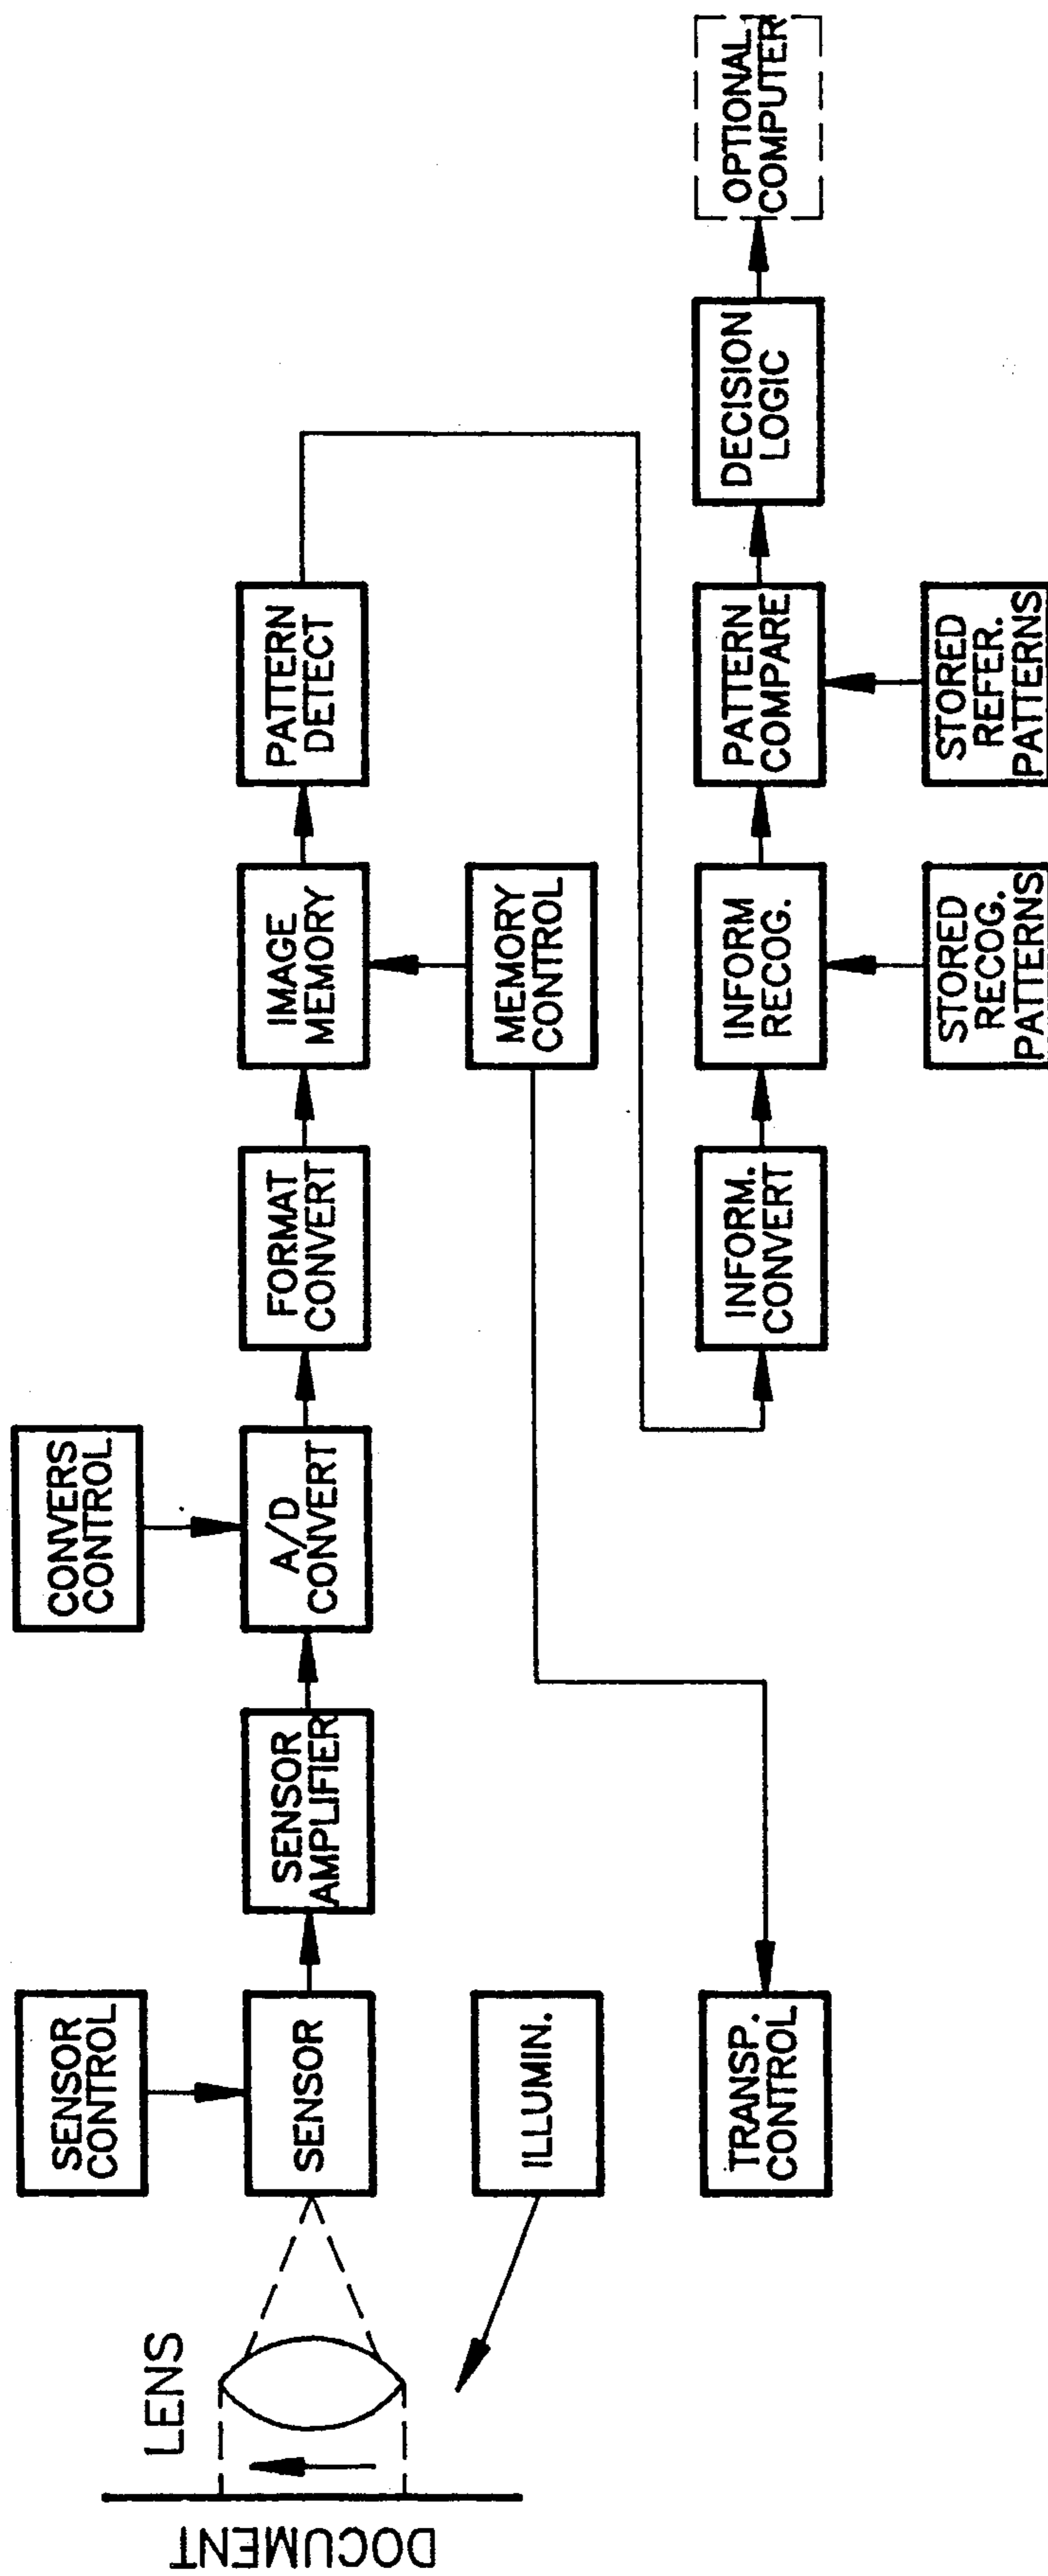 DOCUMENT
LENS
SENSOR
CONTROL
SENSOR
ILLUMIN.
TRANSP.
CONTROL
SENSOR
AMPLIFIER
CONVERS
CONTROL
A/D
CONVERT
FORMAT
CONVERT
IMAGE
MEMORY
MEMORY
CONTROL
PATTERN
DETECT
INFORM.
CONVERT
INFORM
RECOG.
STORED
RECOG.
PATTERNS
PATTERN
COMPARE
STORED
REFER.
PATTERNS
DECISION
LOGIC
OPTIONAL
COMPUTER